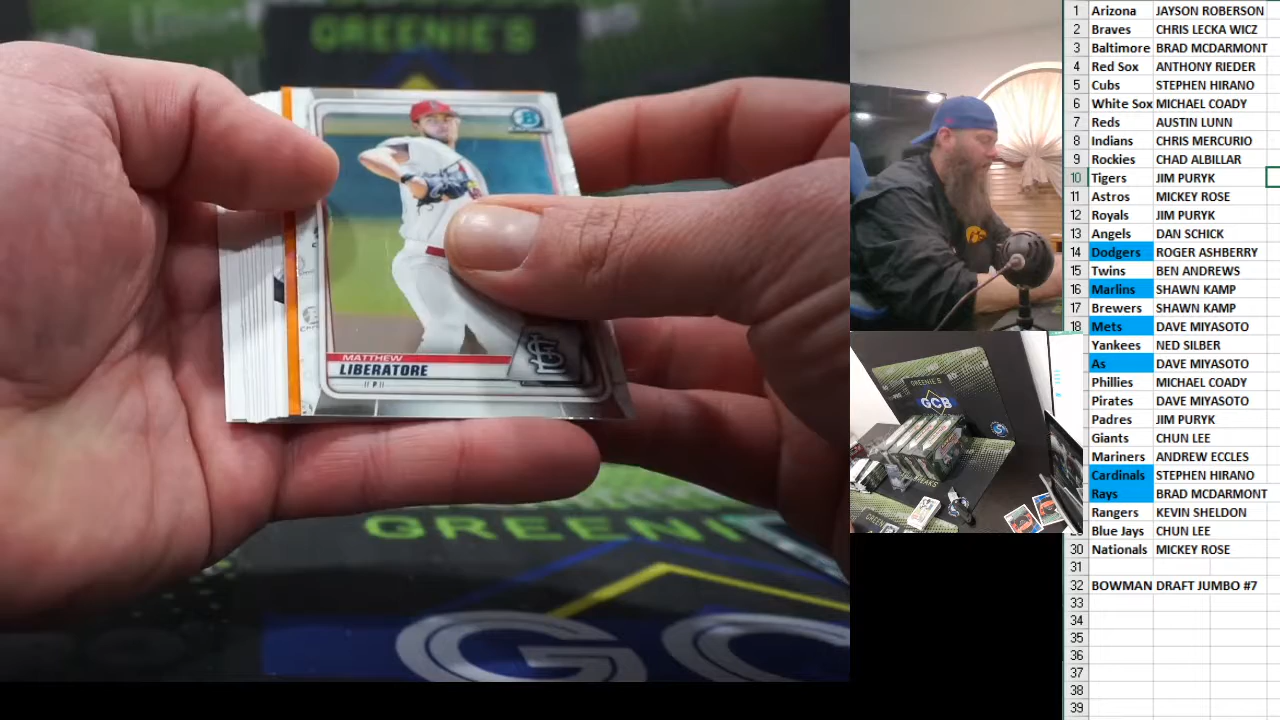 GREENIE'S
MATTHEW
LIBERATORE
P
GREENI
GCB
GREENIE'S
GCB
BREAKS
1 Arizona JAYSON ROBERSON
2 Braves CHRIS LECKA WICZ
3 Baltimore BRAD MCDARMONT
4 Red Sox ANTHONY RIEDER
5 Cubs STEPHEN HIRANO
6 White Sox MICHAEL COADY
7 Reds AUSTIN LUNN
8 Indians CHRIS MERCURIO
9 Rockies CHAD ALBILLAR
10 Tigers JIM PURYK
11 Astros MICKEY ROSE
12 Royals JIM PURYK
13 Angels DAN SCHICK
14 Dodgers ROGER ASHBERRY
15 Twins BEN ANDREWS
16 Marlins SHAWN KAMP
17 Brewers SHAWN KAMP
18 Mets DAVE MIYASOTO
Yankees NED SILBER
As DAVE MIYASOTO
Phillies MICHAEL COADY
Pirates DAVE MIYASOTO
Padres JIM PURYK
Giants CHUN LEE
Mariners ANDREW ECCLES
Cardinals STEPHEN HIRANO
Rays BRAD MCDARMONT
Rangers KEVIN SHELDON
Blue Jays CHUN LEE
30 Nationals MICKEY ROSE
31
32 BOWMAN DRAFT JUMBO #7
33
34
35
36
37
38
39